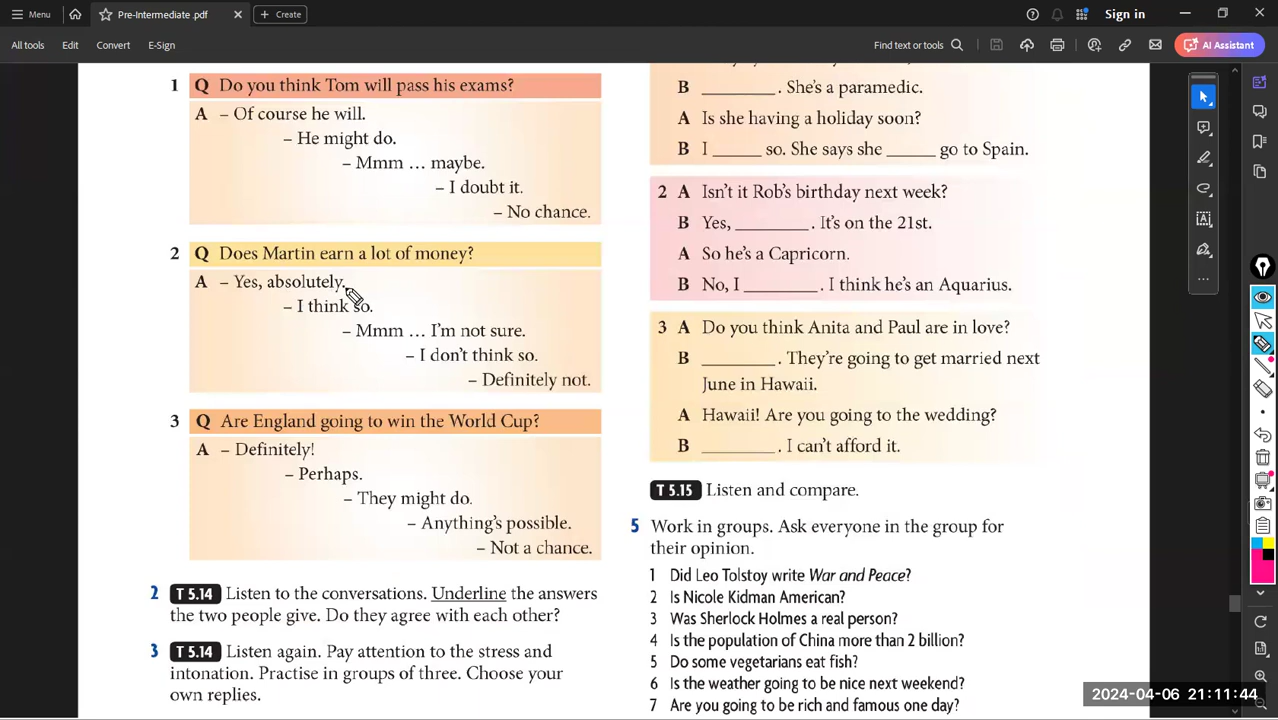 Menu
Pre-Intermediate .pdf
Create
Sign in
All tools
Edit
Convert
E-Sign
Find text or tools
AI Assistant
1 Q Do you think Tom will pass his exams?
A – Of course he will.
– He might do.
– Mmm … maybe.
– I doubt it.
– No chance.
2 Q Does Martin earn a lot of money?
A – Yes, absolutely.
– I think so.
– Mmm … I'm not sure.
– I don't think so.
– Definitely not.
3 Q Are England going to win the World Cup?
A – Definitely!
– Perhaps.
– They might do.
– Anything's possible.
– Not a chance.
2 T 5.14 Listen to the conversations. Underline the answers
the two people give. Do they agree with each other?
3 T 5.14 Listen again. Pay attention to the stress and
intonation. Practise in groups of three. Choose your
own replies.
B ________ . She's a paramedic.
A Is she having a holiday soon?
B I _____ so. She says she _____ go to Spain.
2 A Isn't it Rob's birthday next week?
B Yes, ________ . It's on the 21st.
A So he's a Capricorn.
B No, I ________ . I think he's an Aquarius.
3 A Do you think Anita and Paul are in love?
B ________ . They're going to get married next
June in Hawaii.
A Hawaii! Are you going to the wedding?
B ________ . I can't afford it.
T 5.15 Listen and compare.
5 Work in groups. Ask everyone in the group for
their opinion.
1 Did Leo Tolstoy write War and Peace?
2 Is Nicole Kidman American?
3 Was Sherlock Holmes a real person?
4 Is the population of China more than 2 billion?
5 Do some vegetarians eat fish?
6 Is the weather going to be nice next weekend?
7 Are you going to be rich and famous one day?
2024-04-06 21:11:44